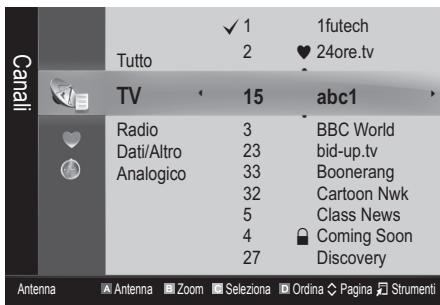 Canali
✓ 1 1futech
Tutto 2 ♥ 24ore.tv
TV 15 abc1
Radio 3 BBC World
Dati/Altro 23 bid-up.tv
Analogico 33 Boonerang
32 Cartoon Nwk
5 Class News
4 Coming Soon
27 Discovery
Antenna A Antenna B Zoom C Seleziona D Ordina Pagina Strumenti